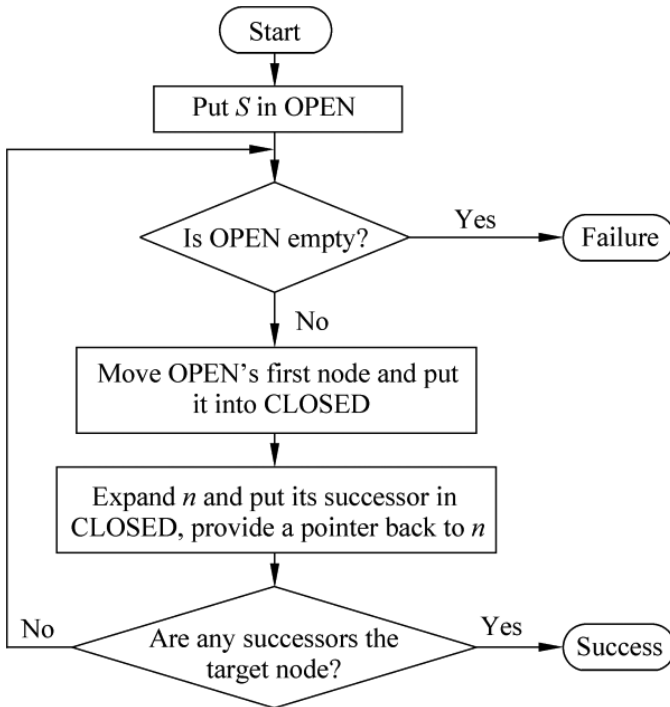 Start
Put S in OPEN
Is OPEN empty?
Yes
Failure
No
Move OPEN's first node and put
it into CLOSED
Expand n and put its successor in
CLOSED, provide a pointer back to n
No
Are any successors the
target node?
Yes
Success